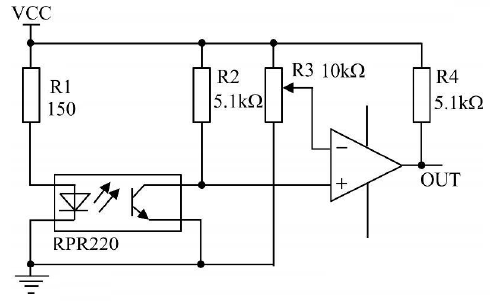 VCC
R1
150
R2
5.1kΩ
R3 10kΩ
R4
5.1kΩ
−
+
OUT
RPR220